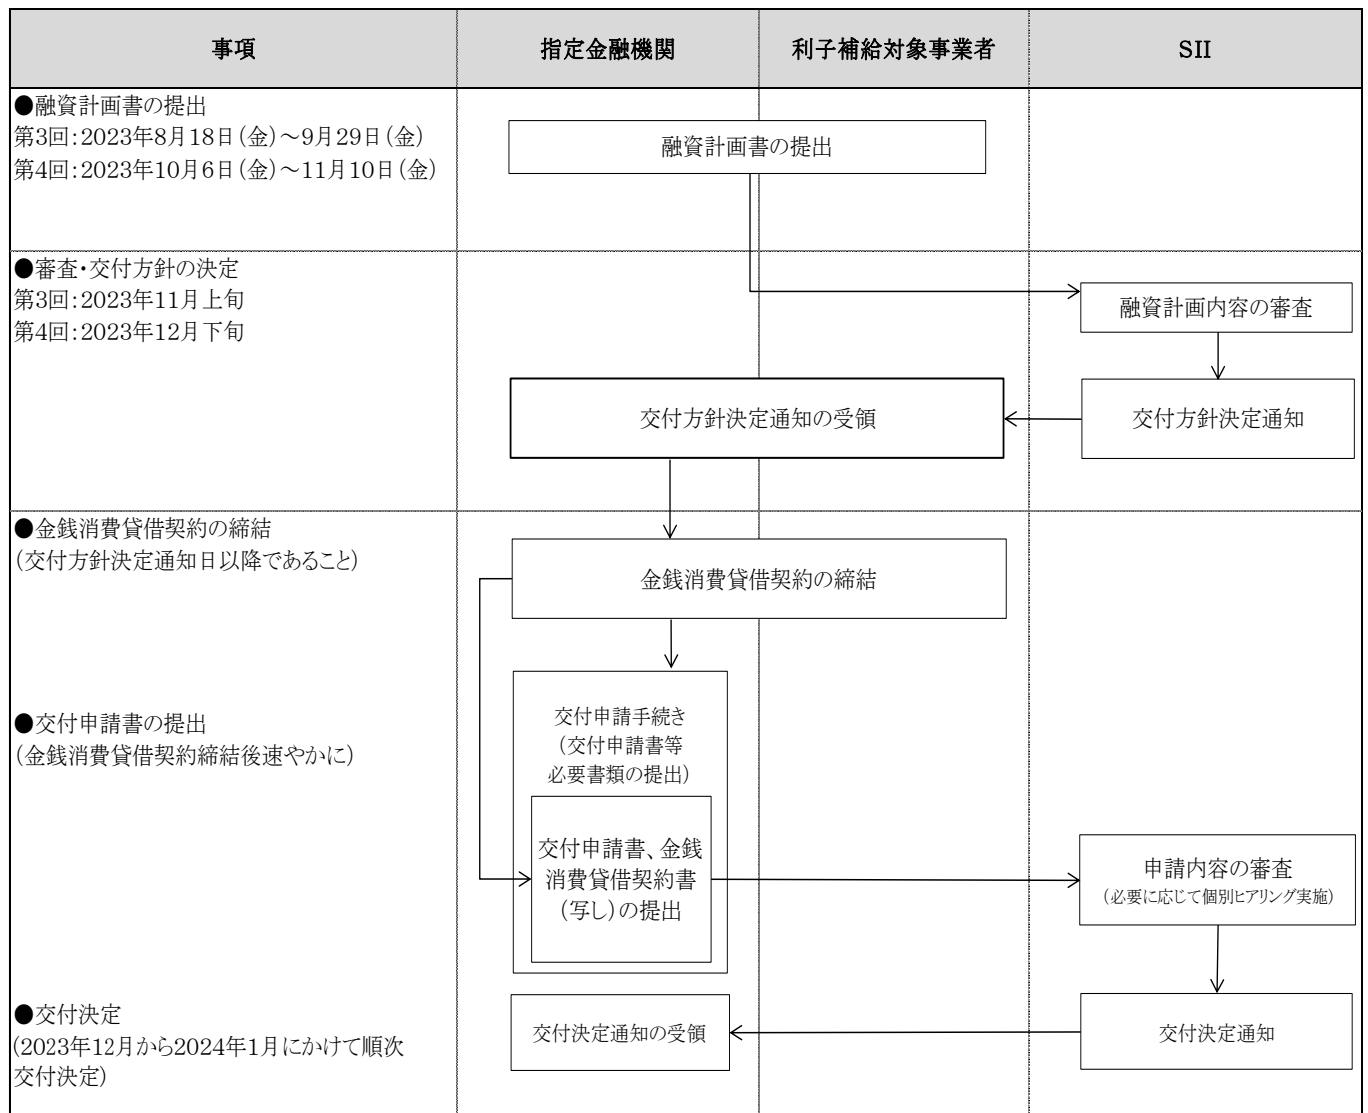 事項
指定金融機関
利子補給対象事業者
SII
●融資計画書の提出
第3回:2023年8月18日(金)～9月29日(金)
第4回:2023年10月6日(金)～11月10日(金)
融資計画書の提出
●審査・交付方針の決定
第3回:2023年11月上旬
第4回:2023年12月下旬
融資計画内容の審査
交付方針決定通知の受領
交付方針決定通知
●金銭消費貸借契約の締結
(交付方針決定通知日以降であること)
金銭消費貸借契約の締結
●交付申請書の提出
(金銭消費貸借契約締結後速やかに)
交付申請手続き
(交付申請書等
必要書類の提出)
交付申請書、金銭
消費貸借契約書
(写し)の提出
申請内容の審査
(必要に応じて個別ヒアリング実施)
●交付決定
(2023年12月から2024年1月にかけて順次
交付決定)
交付決定通知の受領
交付決定通知